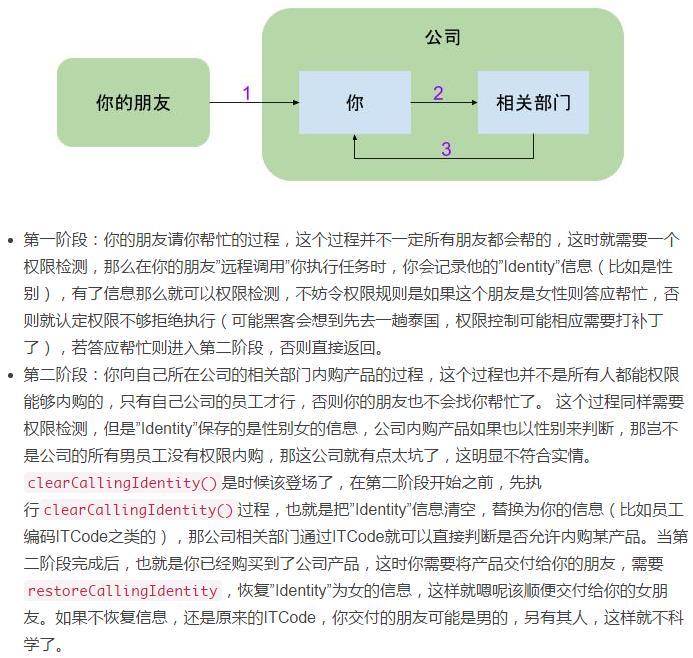 公司
你的朋友
1
你
2
相关部门
3
第一阶段：你的朋友请你帮忙的过程，这个过程并不一定所有朋友都会帮的，这时就需要一个
权限检测，那么在你的朋友”远程调用”你执行任务时，你会记录他的”Identity”信息（比如是性
别），有了信息那么就可以权限检测，不妨令权限规则是如果这个朋友是女性则答应帮忙，否
则就认定权限不够拒绝执行（可能黑客会想到先去一趟泰国，权限控制可能相应需要打补丁
了），若答应帮忙则进入第二阶段，否则直接返回。
第二阶段：你向自己所在公司的相关部门内购产品的过程，这个过程也并不是所有人都能权限
能够内购的，只有自己公司的员工才行，否则你的朋友也不会找你帮忙了。 这个过程同样需要
权限检测，但是”Identity”保存的是性别女的信息，公司内购产品如果也以性别来判断，那岂不
是公司的所有男员工没有权限内购，那这公司就有点太坑了，这明显不符合实情。
clearCallingIdentity()是时候该登场了，在第二阶段开始之前，先执
行clearCallingIdentity()过程，也就是把”Identity”信息清空，替换为你的信息（比如员工
编码ITCode之类的），那公司相关部门通过ITCode就可以直接判断是否允许内购某产品。当第
二阶段完成后，也就是你已经购买到了公司产品，这时你需要将产品交付给你的朋友，需要
restoreCallingIdentity，恢复”Identity”为女的信息，这样就嗯呢该顺便交付给你的女朋
友。如果不恢复信息，还是原来的ITCode，你交付的朋友可能是男的，另有其人，这样就不科
学了。